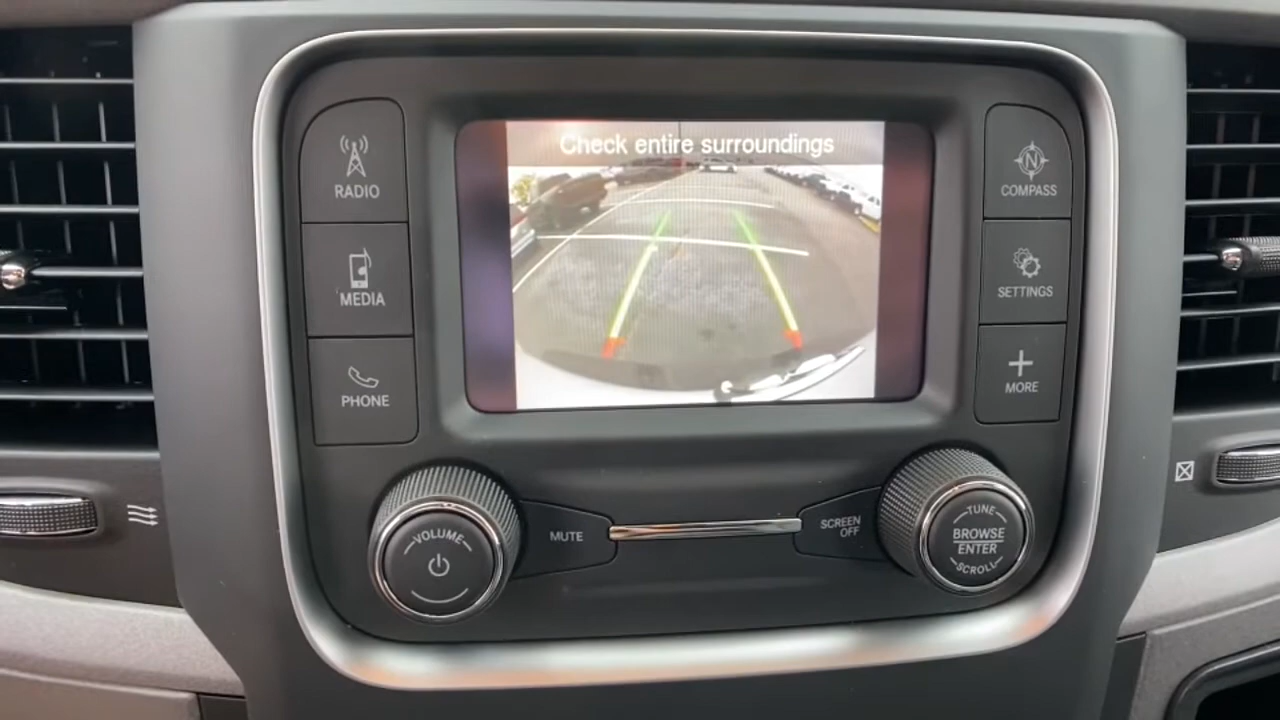 Check entire surroundings
RADIO
MEDIA
PHONE
N
COMPASS
SETTINGS
MORE
VOLUME
MUTE
SCREEN
OFF
TUNE
BROWSE
ENTER
SCROLL